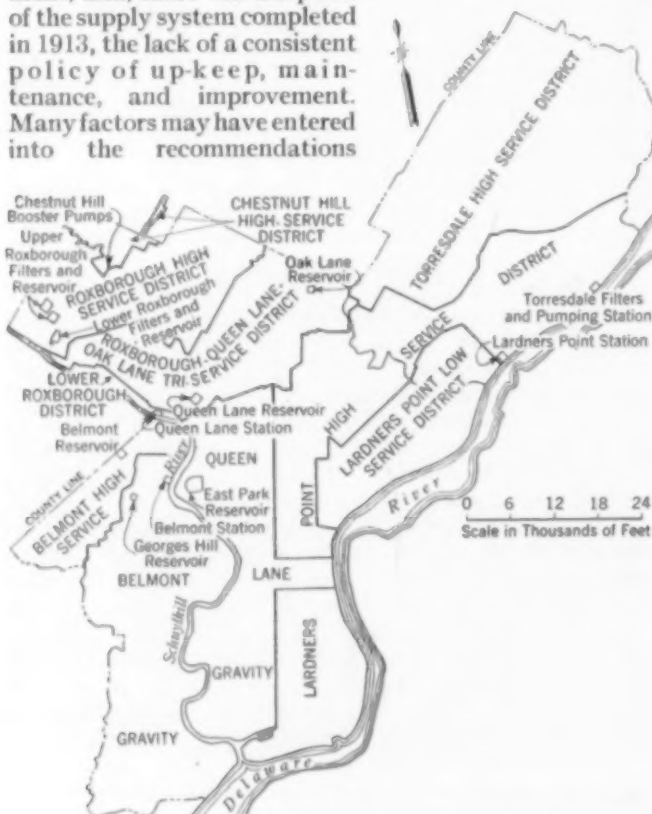 of the supply system completed
in 1913, the lack of a consistent
policy of up-keep, main-
tenance, and improvement.
Many factors may have entered
into the recommendations
COUNTY LINE
TORRESDALE HIGH SERVICE DISTRICT
Chestnut Hill
Booster Pumps
CHESTNUT HILL
HIGH-SERVICE
DISTRICT
Upper
Roxborough
Filters and
Reservoir
ROXBOROUGH HIGH
SERVICE DISTRICT
Lower Roxborough
Filters and
Reservoir
Oak Lane
Reservoir
ROXBOROUGH-QUEEN LANE-
OAK LANE TRI-SERVICE DISTRICT
DISTRICT
SERVICE
HIGH
POINT
Torresdale Filters
and Pumping Station
Lardners Point Station
LOWER
ROXBOROUGH
DISTRICT
LARDNERS POINT LOW
SERVICE DISTRICT
Belmont
Reservoir
Queen Lane Reservoir
Queen Lane Station
River
QUEEN
River
0 6 12 18 24
Scale in Thousands of Feet
COUNTY LINE
BELMONT HIGH
SERVICE
East Park
Reservoir
Belmont Station
Georges Hill
Reservoir
BELMONT
LANE
Schuylkill
GRAVITY
LARDNERS
GRAVITY
Delaware